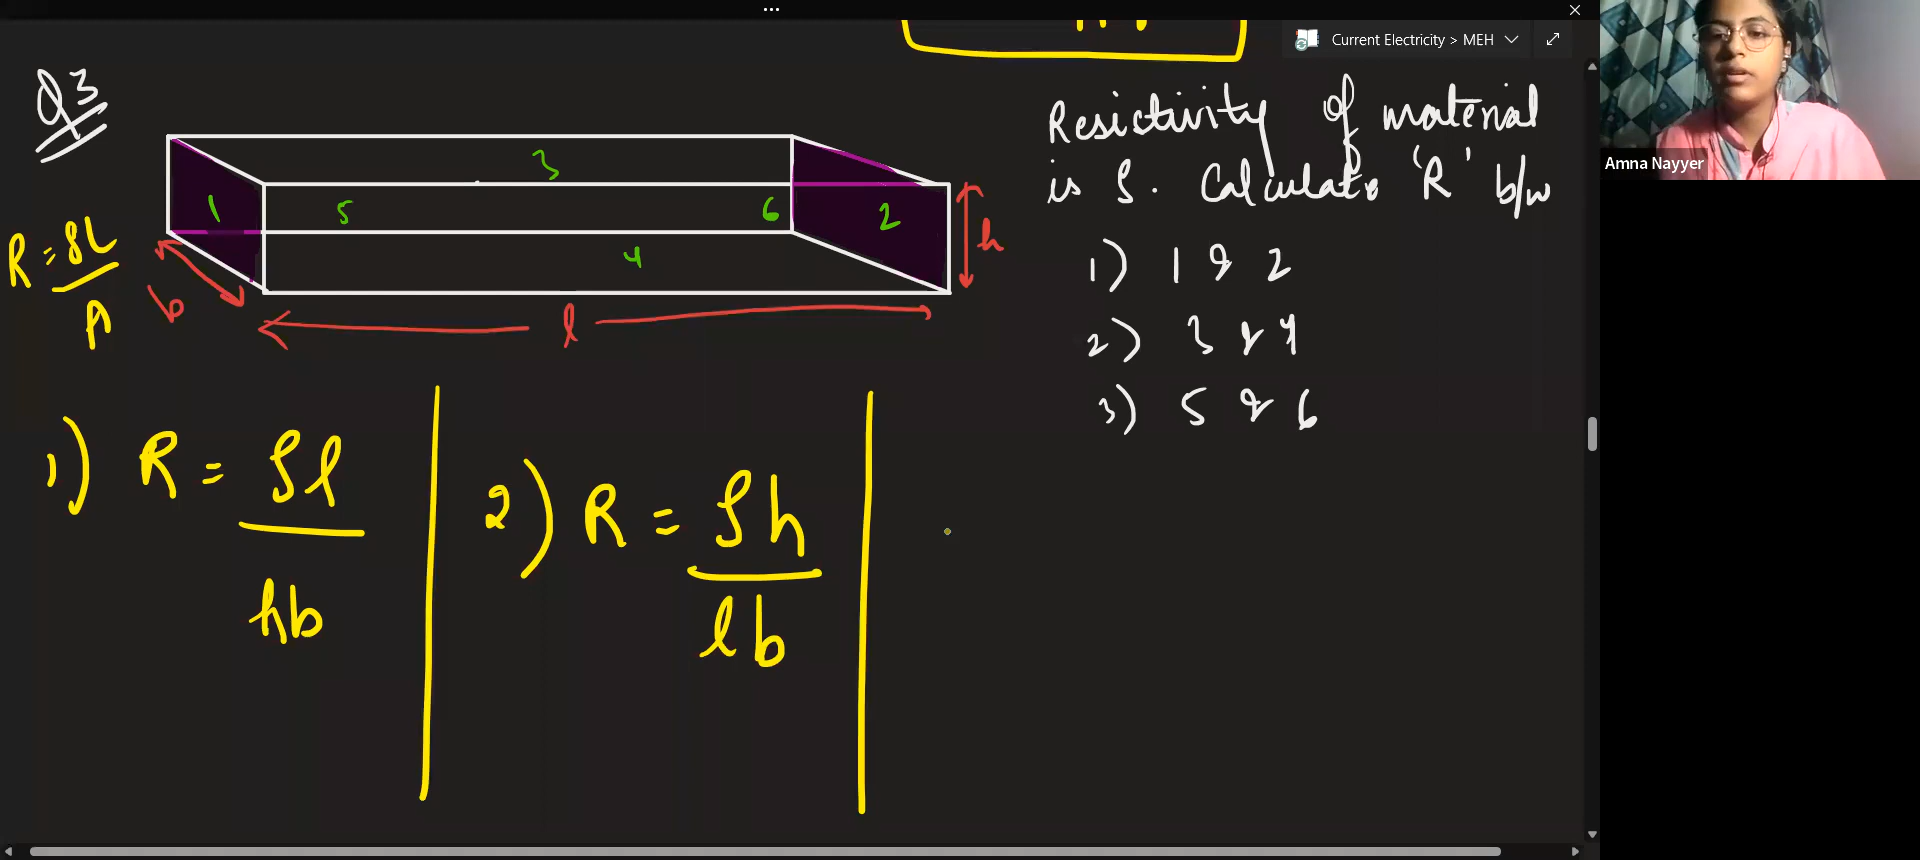 Current Electricity > MEH
Amna Nayyer
Q3
Resistivity of material
is ρ. Calculate 'R' b/w
1) 1 & 2
2) 3 & 4
3) 5 & 6
3
1
5
6
2
4
h
b
l
R = ρL
A
1) R = ρl
hb
2) R = ρh
lb